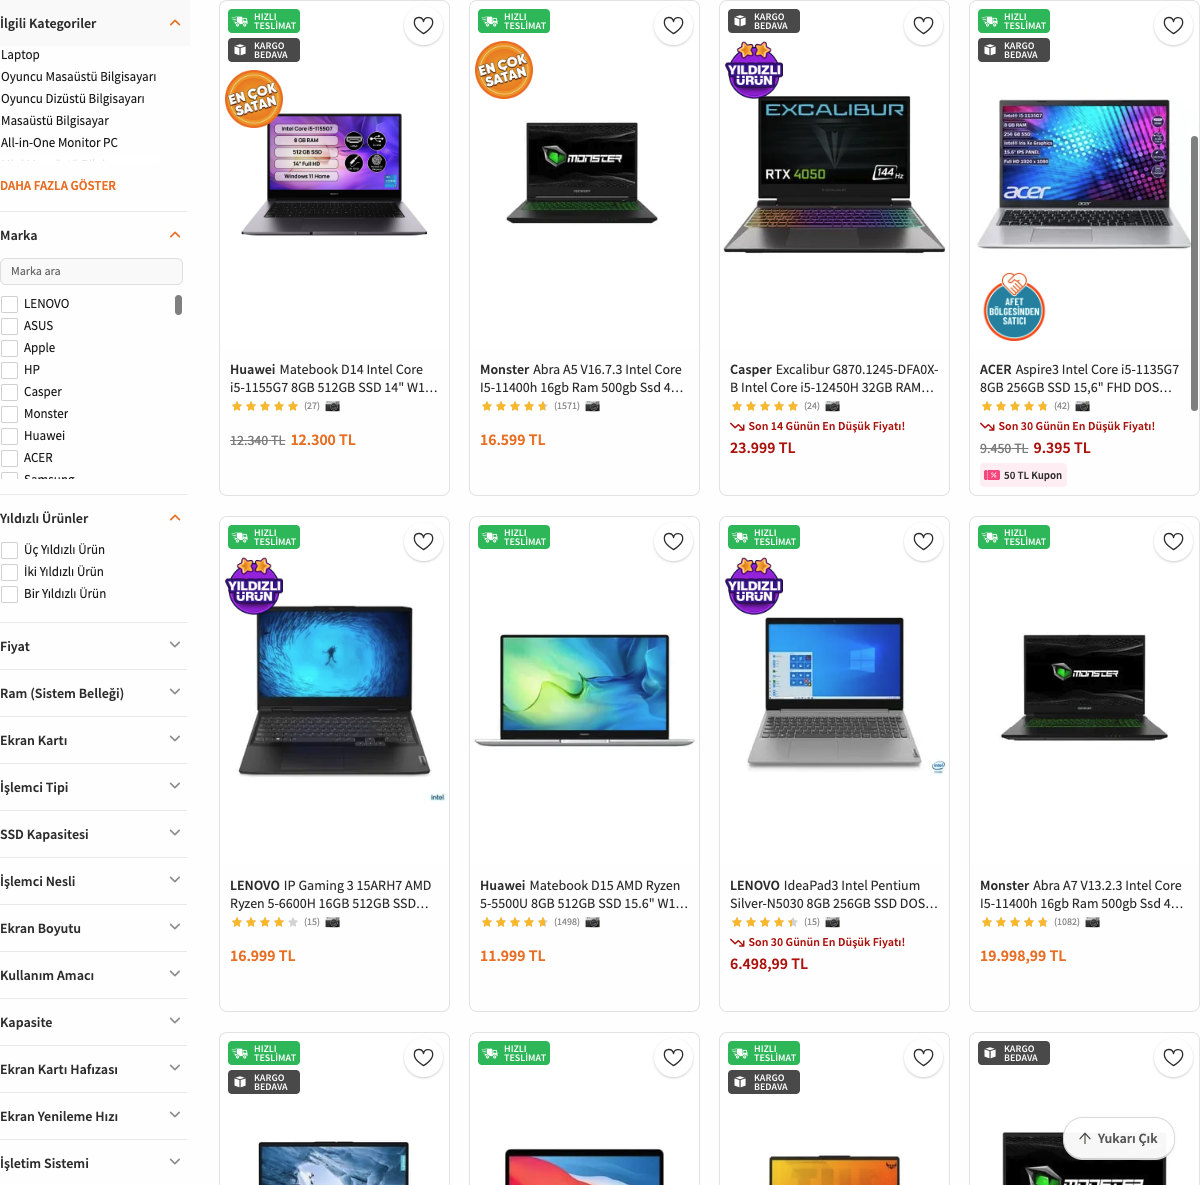 İlgili Kategoriler
Laptop
Oyuncu Masaüstü Bilgisayarı
Oyuncu Dizüstü Bilgisayarı
Masaüstü Bilgisayar
All-in-One Monitor PC
DAHA FAZLA GÖSTER
Marka
Marka ara
LENOVO
ASUS
Apple
HP
Casper
Monster
Huawei
ACER
Samsung
Yıldızlı Ürünler
Üç Yıldızlı Ürün
İki Yıldızlı Ürün
Bir Yıldızlı Ürün
Fiyat
Ram (Sistem Belleği)
Ekran Kartı
İşlemci Tipi
SSD Kapasitesi
İşlemci Nesli
Ekran Boyutu
Kullanım Amacı
Kapasite
Ekran Kartı Hafızası
Ekran Yenileme Hızı
İşletim Sistemi
HIZLI
TESLİMAT
KARGO
BEDAVA
EN ÇOK
SATAN
Intel Core i5-1155G7
8 GB RAM
512 GB SSD
14" Full HD
Windows 11 Home
Huawei Matebook D14 Intel Core
i5-1155G7 8GB 512GB SSD 14" W1...
(27)
12.340 TL 12.300 TL
HIZLI
TESLİMAT
EN ÇOK
SATAN
MONSTER
Monster Abra A5 V16.7.3 Intel Core
I5-11400h 16gb Ram 500gb Ssd 4...
(1571)
16.599 TL
KARGO
BEDAVA
YILDIZLI
ÜRÜN
EXCALIBUR
RTX 4050
144Hz
Casper Excalibur G870.1245-DFA0X-
B Intel Core i5-12450H 32GB RAM...
(24)
Son 14 Günün En Düşük Fiyatı!
23.999 TL
HIZLI
TESLİMAT
KARGO
BEDAVA
Intel® i5-1135G7
8 GB RAM
256 GB SSD
Intel® Iris Xe Graphics
15.6" IPS PANEL
Full HD 1920 x 1080
acer
acer
AFET
BÖLGESİNDEN
SATICI
ACER Aspire3 Intel Core i5-1135G7
8GB 256GB SSD 15,6" FHD DOS...
(42)
Son 30 Günün En Düşük Fiyatı!
9.450 TL 9.395 TL
50 TL Kupon
HIZLI
TESLİMAT
YILDIZLI
ÜRÜN
intel
LENOVO IP Gaming 3 15ARH7 AMD
Ryzen 5-6600H 16GB 512GB SSD...
(15)
16.999 TL
HIZLI
TESLİMAT
Huawei Matebook D15 AMD Ryzen
5-5500U 8GB 512GB SSD 15.6" W1...
(1498)
11.999 TL
HIZLI
TESLİMAT
YILDIZLI
ÜRÜN
intel
LENOVO IdeaPad3 Intel Pentium
Silver-N5030 8GB 256GB SSD DOS...
(15)
Son 30 Günün En Düşük Fiyatı!
6.498,99 TL
HIZLI
TESLİMAT
MONSTER
Monster Abra A7 V13.2.3 Intel Core
I5-11400h 16gb Ram 500gb Ssd 4...
(1082)
19.998,99 TL
HIZLI
TESLİMAT
KARGO
BEDAVA
HIZLI
TESLİMAT
HIZLI
TESLİMAT
KARGO
BEDAVA
KARGO
BEDAVA
Yukarı Çık
MONSTER